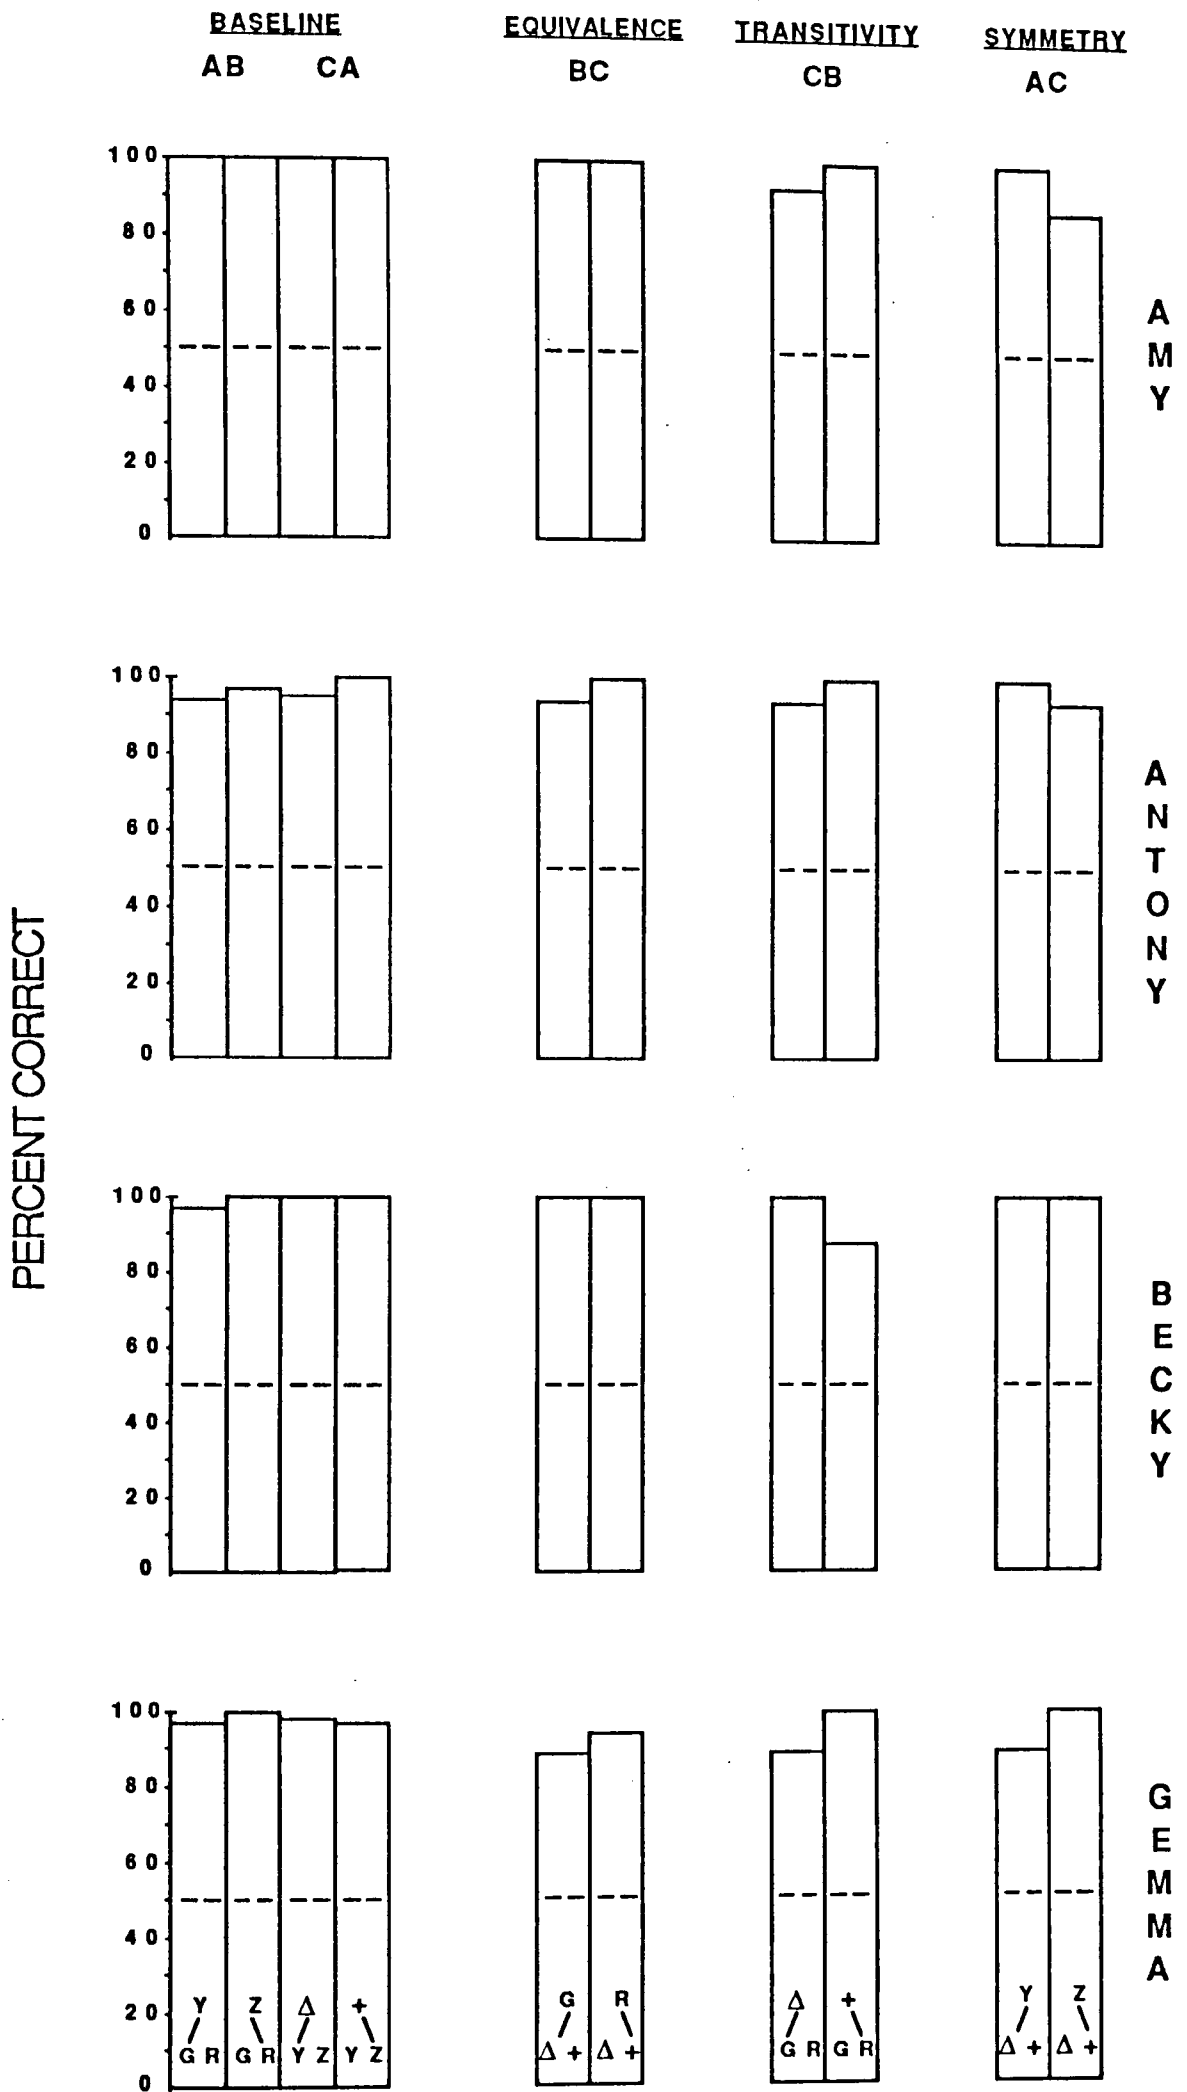 BASELINE EQUIVALENCE TRANSITIVITY SYMMETRY
AB CA BC CB AC
100
80
60
40
20
0
AMY
100
80
60
40
20
0
ANTONY
PERCENT CORRECT
100
80
60
40
20
0
BECKY
100
80
60
40
20
0
GEMMA
Y Z Δ + G R Δ + Y Z
G R G R Y Z Y Z Δ + Δ + G R G R Δ + Δ +